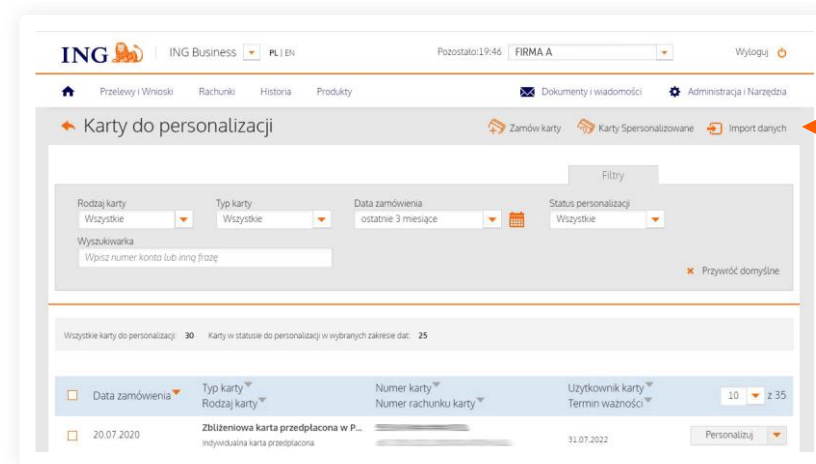 ING ING Business PL | EN Pozostało:19:46 FIRMA A Wyloguj
Przelewy i Wnioski Rachunki Historia Produkty Dokumenty i wiadomości Administracja i Narzędzia
Karty do personalizacji Zamów karty Karty Spersonalizowane Import danych
Filtry
Rodzaj karty Typ karty Data zamówienia Status personalizacji
Wszystkie Wszystkie ostatnie 3 miesiące Wszystkie
Wyszukiwarka
Wpisz numer konta lub inną frazę
Przywróć domyślne
Wszystkie karty do personalizacji: 30 Karty w statusie do personalizacji w wybranych zakresie dat: 25
Data zamówienia Typ karty Numer karty Użytkownik karty 10 z 35
Rodzaj karty Numer rachunku karty Termin ważności
20.07.2020 Zbliżeniowa karta przedpłacona w P... 31.07.2022 Personalizuj
Indywidualna karta przedpłacona